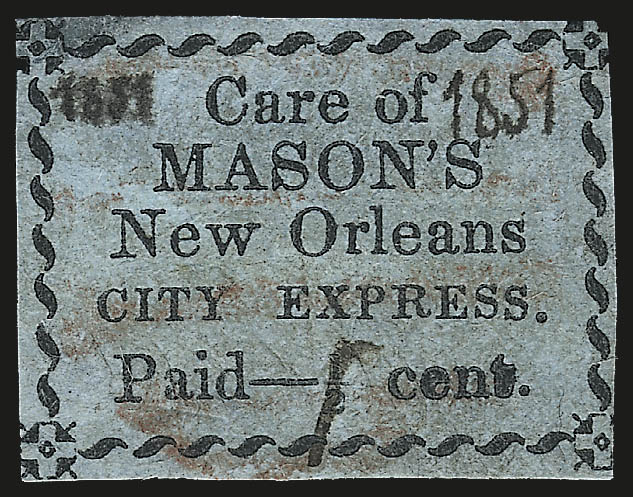 1851 Care of 1851
MASON'S
New Orleans
CITY EXPRESS.
Paid— cent.